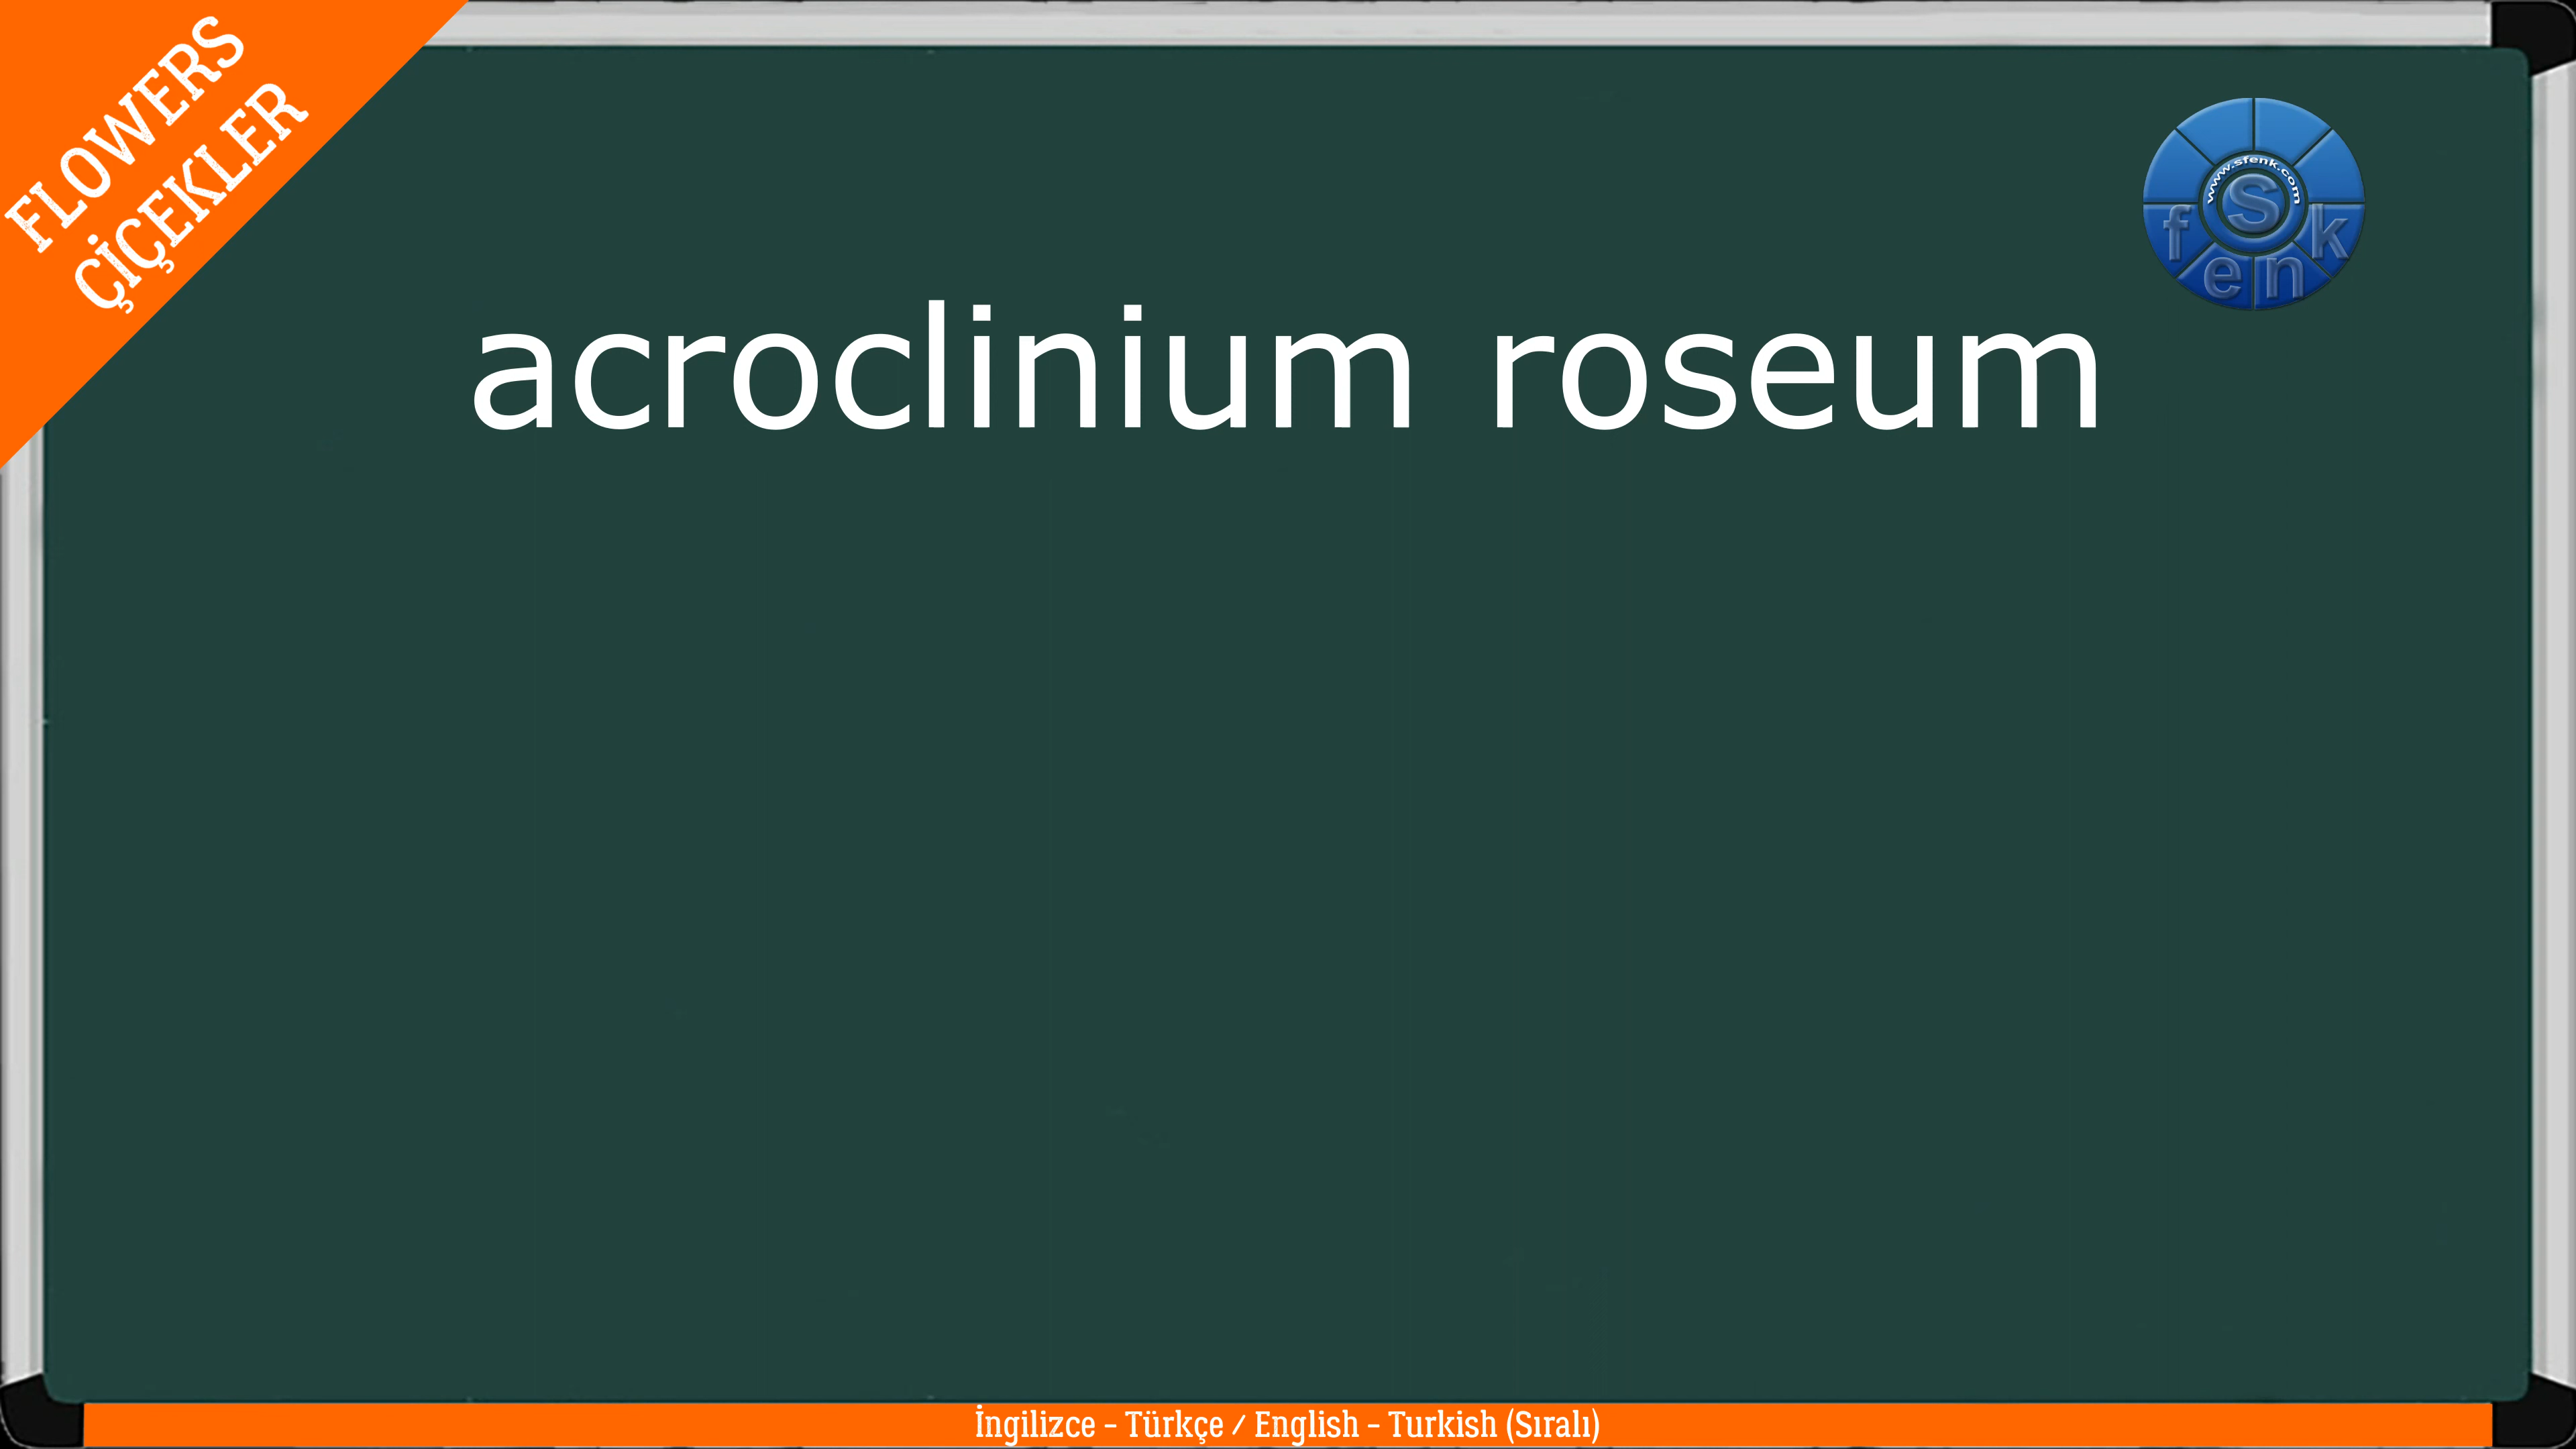 FLOWERS
ÇİÇEKLER
www.sfenk.com
S
f e n k
acroclinium roseum
İngilizce - Türkçe / English - Turkish (Sıralı)